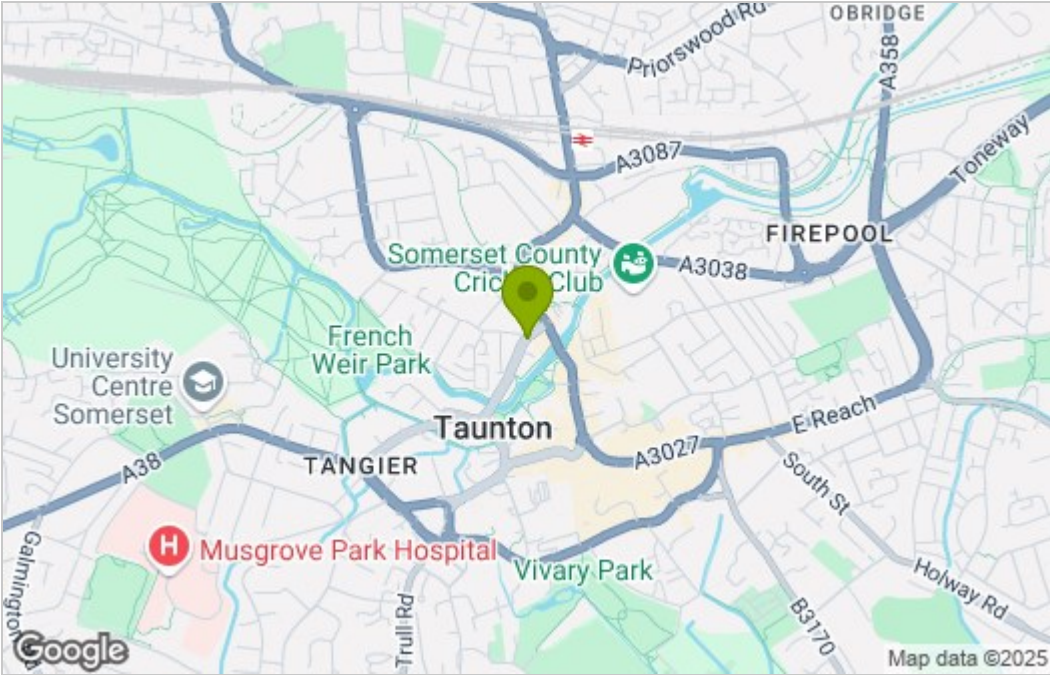 OBRIDGE
Priorswood Rd
A358
A3087
Toneway
FIREPOOL
Somerset County
Cricket Club
A3038
French
Weir Park
University
Centre
Somerset
Taunton
E Reach
A3027
TANGIER
A38
South St
H
Musgrove Park Hospital
Vivary Park
Holway Rd
Trull Rd
B3170
Google
Map data ©2025